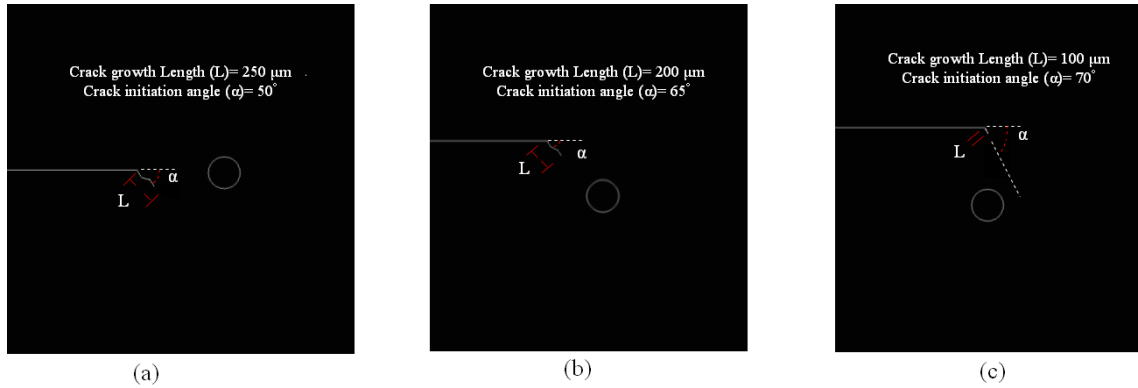 Crack growth Length (L)= 250 μm
Crack initiation angle (α)= 50°
α
L
(a)
Crack growth Length (L)= 200 μm
Crack initiation angle (α)= 65°
α
L
(b)
Crack growth Length (L)= 100 μm
Crack initiation angle (α)= 70°
α
L
(c)